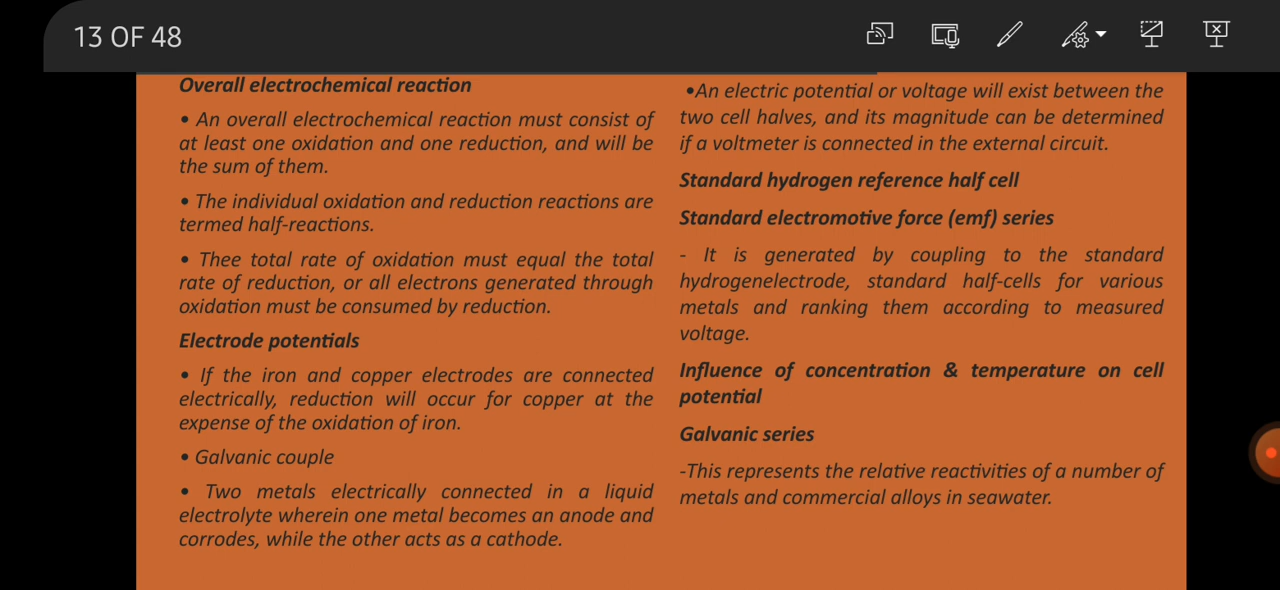 13 OF 48
Overall electrochemical reaction
• An overall electrochemical reaction must consist of
at least one oxidation and one reduction, and will be
the sum of them.
• The individual oxidation and reduction reactions are
termed half-reactions.
• Thee total rate of oxidation must equal the total
rate of reduction, or all electrons generated through
oxidation must be consumed by reduction.
Electrode potentials
• If the iron and copper electrodes are connected
electrically, reduction will occur for copper at the
expense of the oxidation of iron.
• Galvanic couple
• Two metals electrically connected in a liquid
electrolyte wherein one metal becomes an anode and
corrodes, while the other acts as a cathode.
•An electric potential or voltage will exist between the
two cell halves, and its magnitude can be determined
if a voltmeter is connected in the external circuit.
Standard hydrogen reference half cell
Standard electromotive force (emf) series
- It is generated by coupling to the standard
hydrogenelectrode, standard half-cells for various
metals and ranking them according to measured
voltage.
Influence of concentration & temperature on cell
potential
Galvanic series
-This represents the relative reactivities of a number of
metals and commercial alloys in seawater.